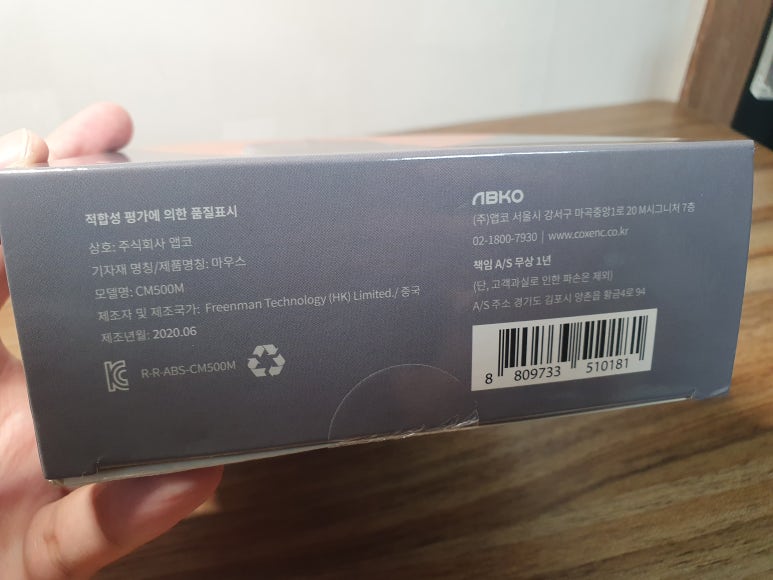 적합성 평가에 의한 품질표시
상호: 주식회사 앱코
기자재 명칭/제품명칭: 마우스
모델명: CM500M
제조자 및 제조국가: Freenman Technology (HK) Limited./ 중국
제조년월: 2020.06
R-R-ABS-CM500M
ABKO
(주)앱코 서울시 강서구 마곡중앙1로 20 M시그니처 7층
02-1800-7930 | www.coxenc.co.kr
책임 A/S 무상 1년
(단, 고객과실로 인한 파손은 제외)
A/S 주소 경기도 김포시 양촌읍 황금4로 94
8 809733 510181